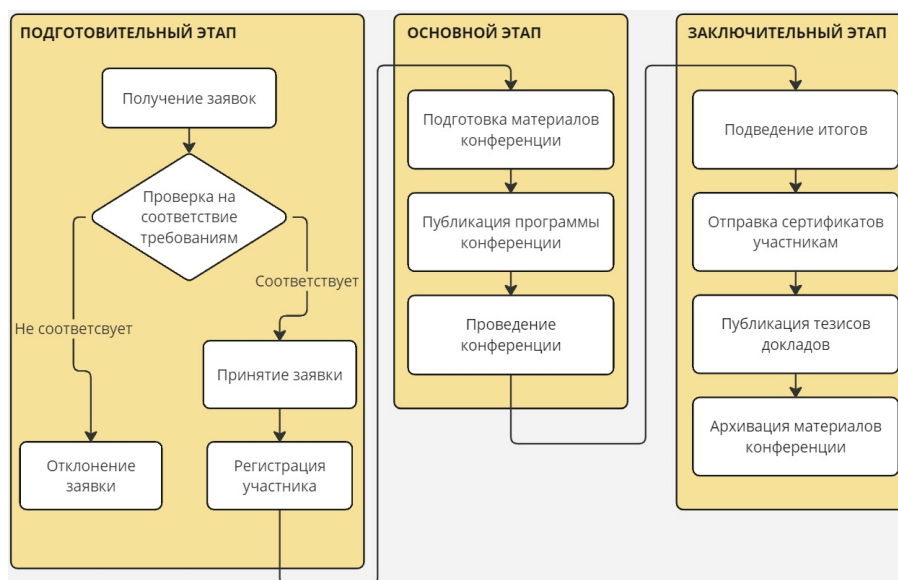 ПОДГОТОВИТЕЛЬНЫЙ ЭТАП
Получение заявок
Проверка на
соответствие
требованиям
Соответствует
Не соответсвует
Принятие заявки
Отклонение
заявки
Регистрация
участника
ОСНОВНОЙ ЭТАП
Подготовка материалов
конференции
Публикация программы
конференции
Проведение
конференции
ЗАКЛЮЧИТЕЛЬНЫЙ ЭТАП
Подведение итогов
Отправка сертификатов
участникам
Публикация тезисов
докладов
Архивация материалов
конференции